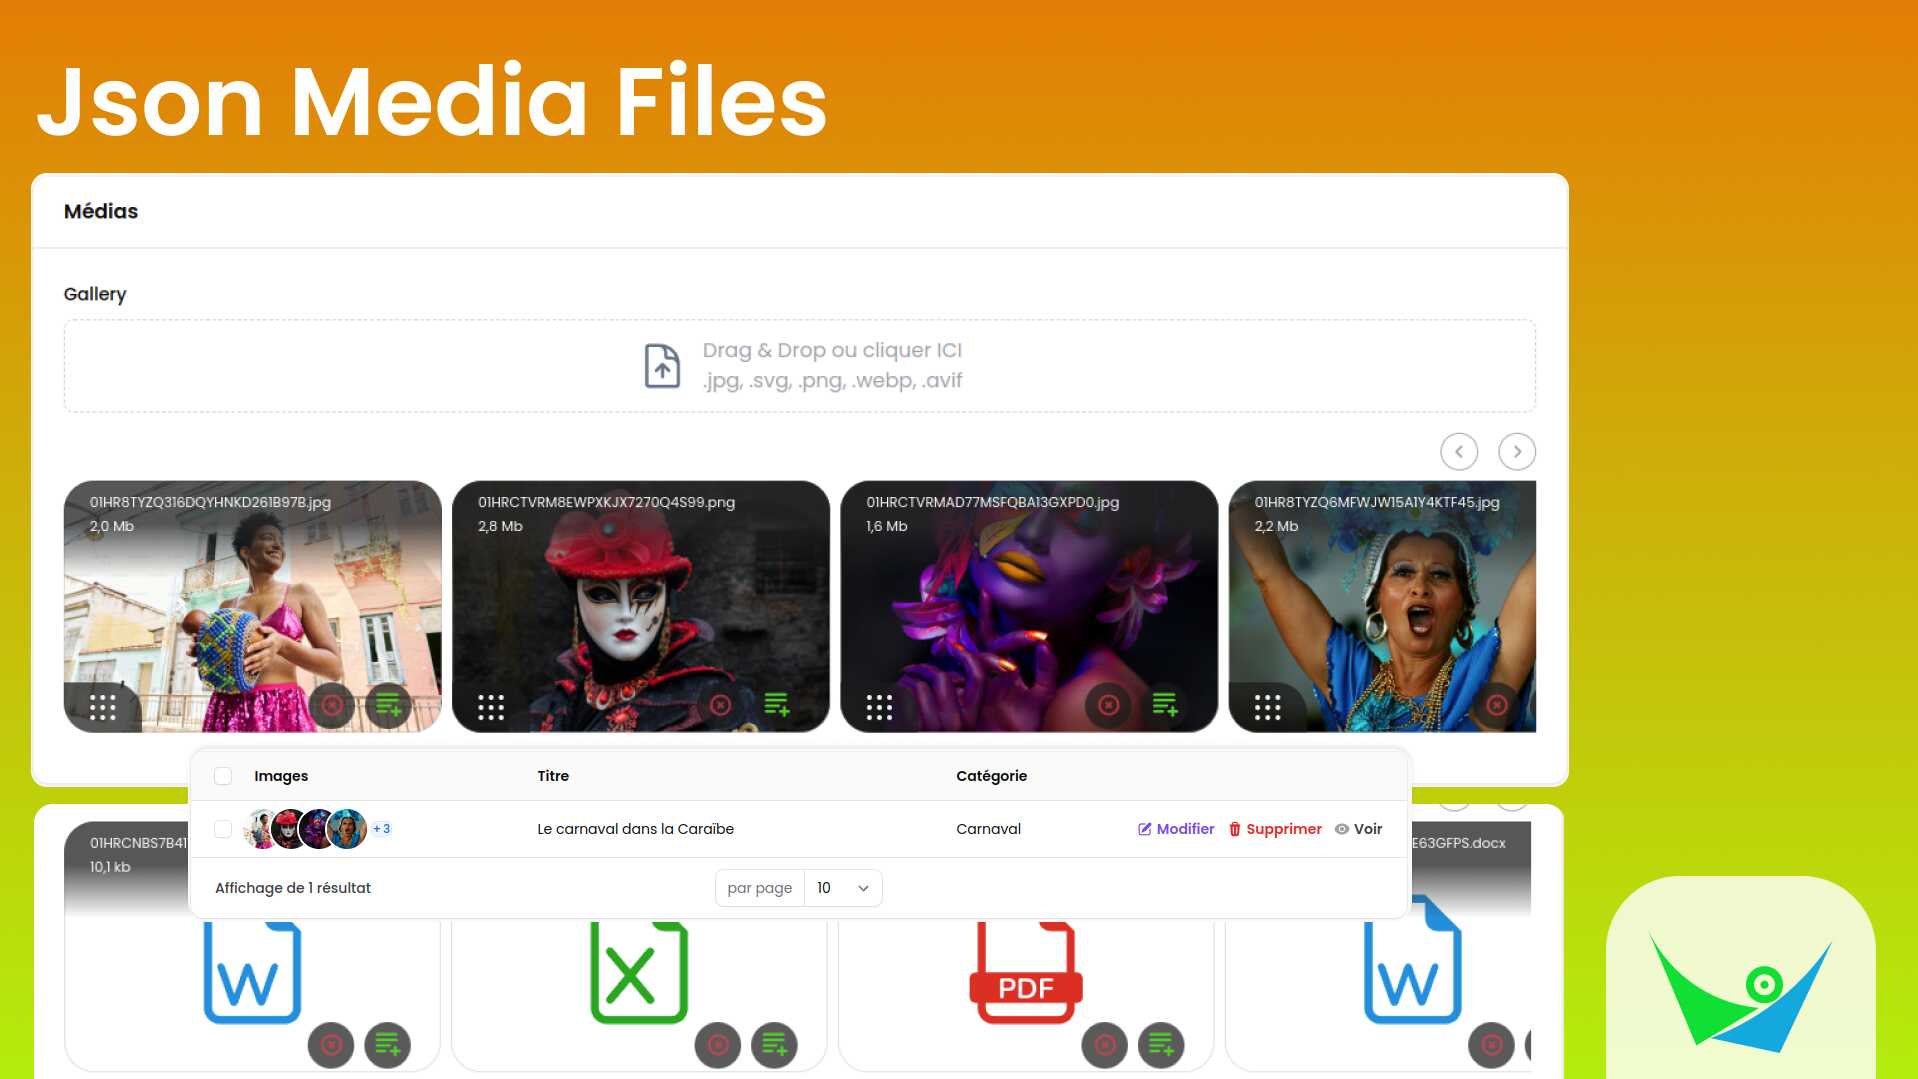 Json Media Files
Médias
Gallery
Drag & Drop ou cliquer ICI
.jpg, .svg, .png, .webp, .avif
01HR8TYZQ316DQYHNKD261B97B.jpg
2,0 Mb
01HRCTVRM8EWPXKJX7270Q4S99.png
2,8 Mb
01HRCTVRMAD77MSFQBA13GXPD0.jpg
1,6 Mb
01HR8TYZQ6MFWJW15A1Y4KTF45.jpg
2,2 Mb
Images Titre Catégorie
+3 Le carnaval dans la Caraïbe Carnaval Modifier Supprimer Voir
Affichage de 1 résultat par page 10
01HRCNBS7B41
10,1 kb
E63GFPS.docx
W
X
PDF
W